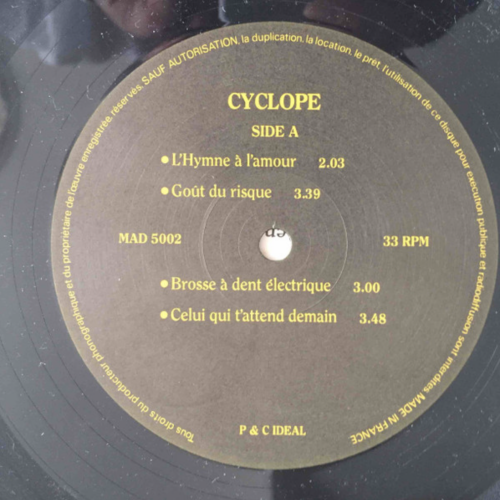 Tous droits du producteur phonographique et du propriétaire de l'œuvre enregistrée, réservés. SAUF AUTORISATION, la duplication, la location, le prêt, l'utilisation de ce disque pour execution publique et radiodiffusion sont interdites. MADE IN FRANCE.
CYCLOPE
SIDE A
• L'Hymne à l'amour 2.03
• Goût du risque 3.39
MAD 5002 33 RPM
• Brosse à dent électrique 3.00
• Celui qui t'attend demain 3.48
P & C IDEAL